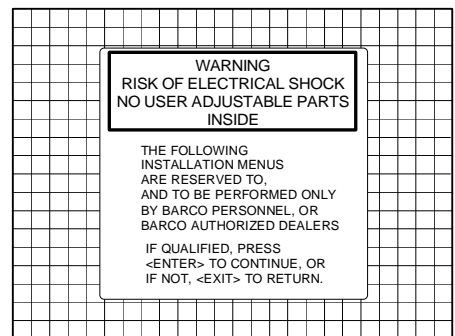 WARNING
RISK OF ELECTRICAL SHOCK
NO USER ADJUSTABLE PARTS
INSIDE
THE FOLLOWING
INSTALLATION MENUS
ARE RESERVED TO,
AND TO BE PERFORMED ONLY
BY BARCO PERSONNEL, OR
BARCO AUTHORIZED DEALERS
IF QUALIFIED, PRESS
<ENTER> TO CONTINUE, OR
IF NOT, <EXIT> TO RETURN.